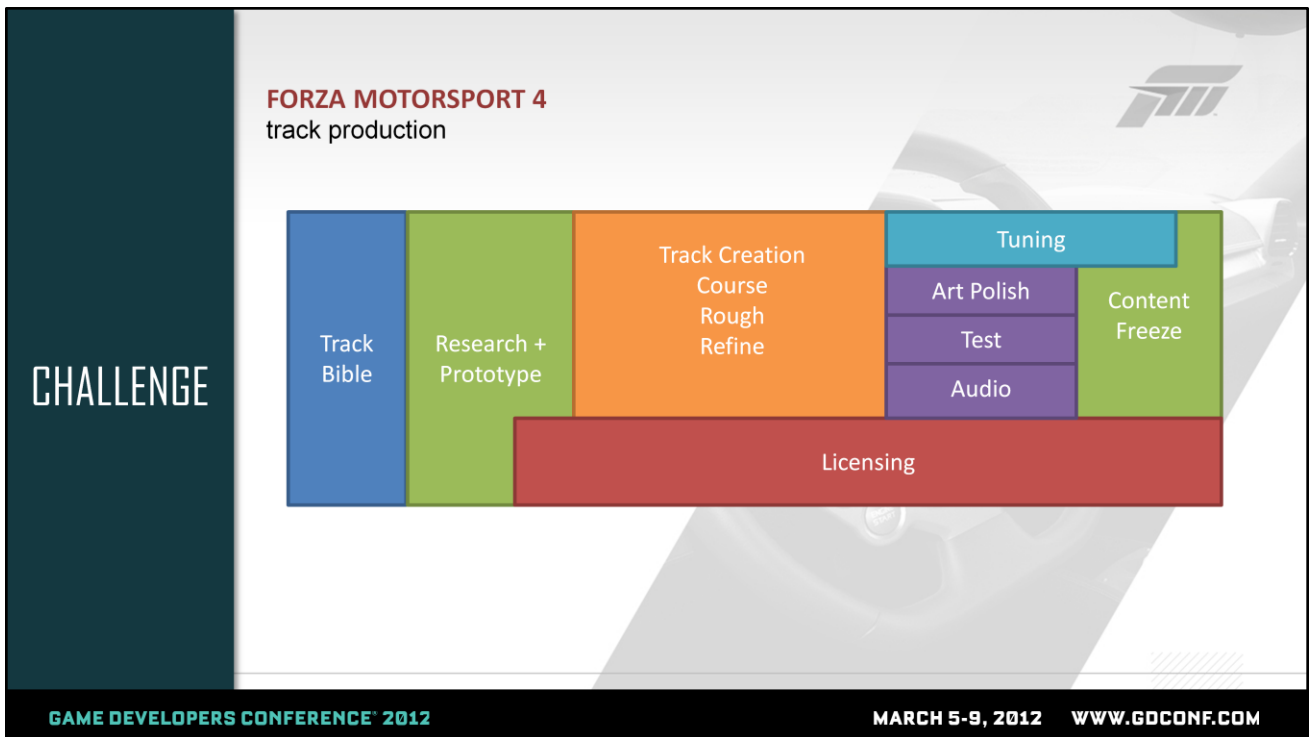 FORZA MOTORSPORT 4
track production
CHALLENGE
Track
Bible
Research +
Prototype
Track Creation
Course
Rough
Refine
Tuning
Art Polish
Test
Audio
Content
Freeze
Licensing
GAME DEVELOPERS CONFERENCE® 2012
MARCH 5-9, 2012 WWW.GDCONF.COM